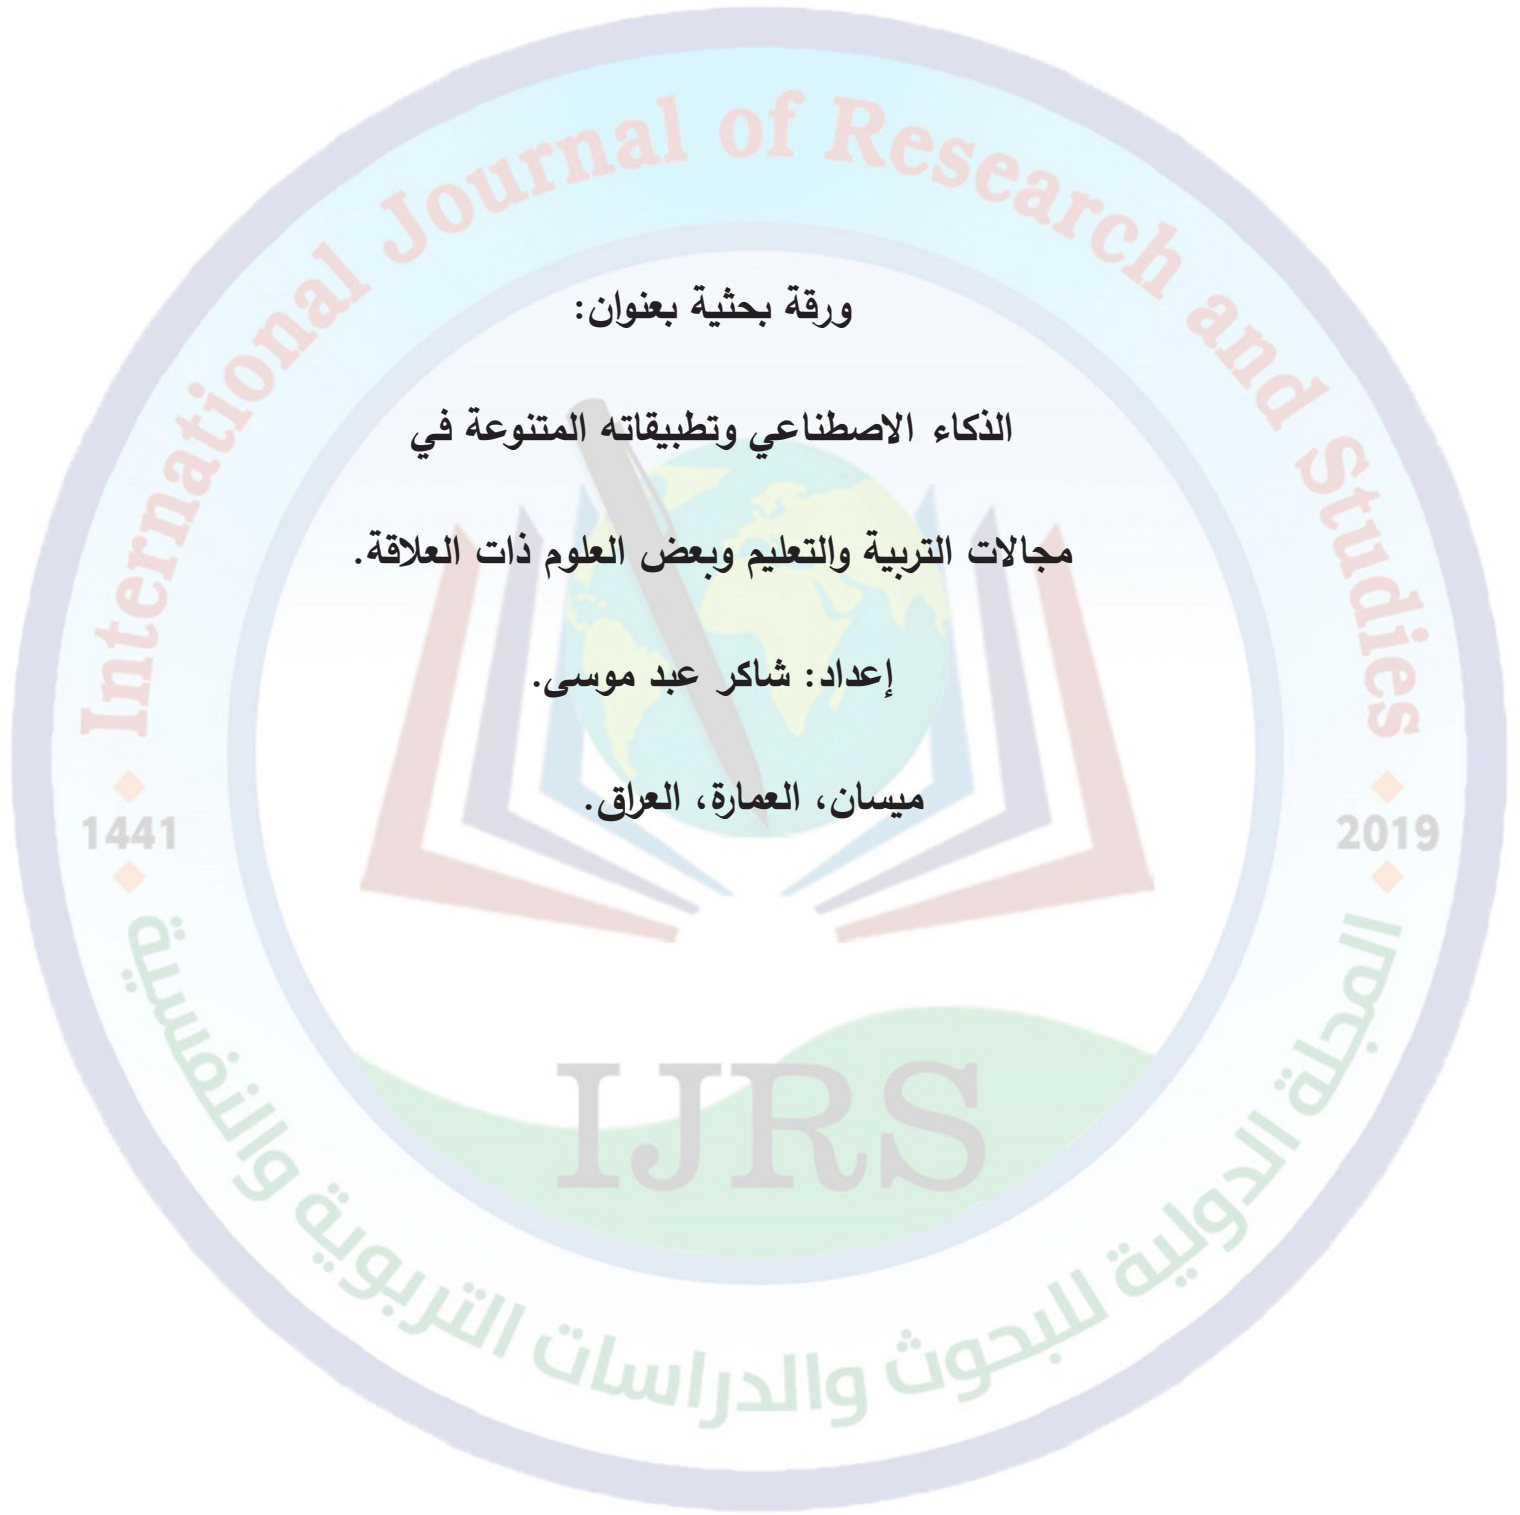 International Journal of Research and Studies
ورقة بحثية بعنوان:
الذكاء الاصطناعي وتطبيقاته المتنوعة في
مجالات التربية والتعليم وبعض العلوم ذات العلاقة.
إعداد: شاكر عبد موسى.
ميسان، العمارة، العراق.
1441
2019
IJRS
المجلة الدولية للبحوث والدراسات التربوية والنفسية